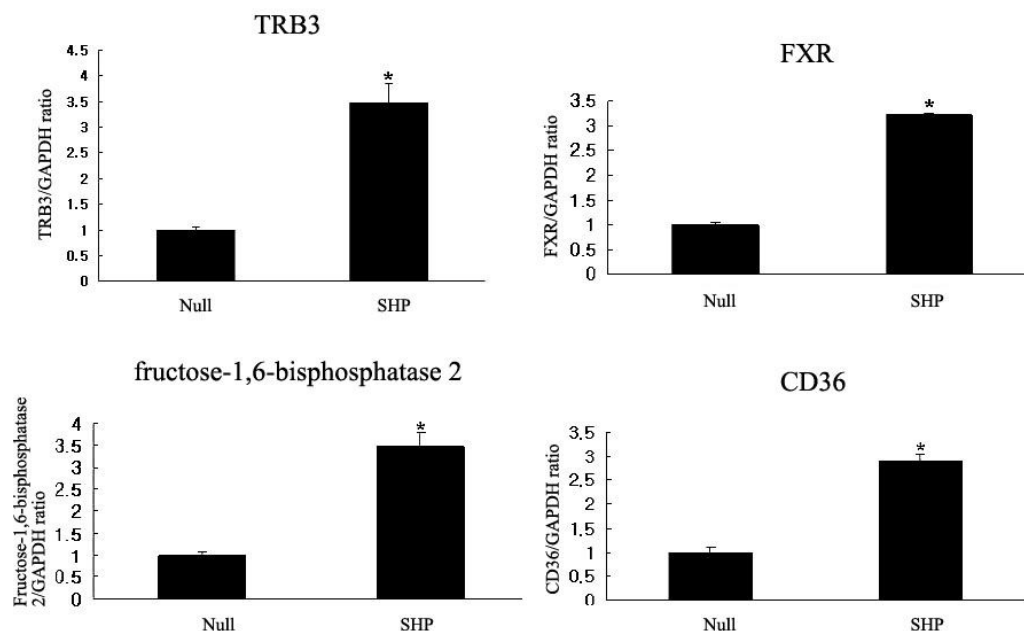 TRB3
TRB3/GAPDH ratio
4.5
4
3.5
3
2.5
2
1.5
1
0.5
0
*
Null
SHP
FXR
FXR/GAPDH ratio
3.5
3
2.5
2
1.5
1
0.5
0
*
Null
SHP
fructose-1,6-bisphosphatase 2
Fructose-1,6-bisphosphatase
2/GAPDH ratio
4
3.5
3
2.5
2
1.5
1
0.5
0
*
Null
SHP
CD36
CD36/GAPDH ratio
3.5
3
2.5
2
1.5
1
0.5
0
*
Null
SHP